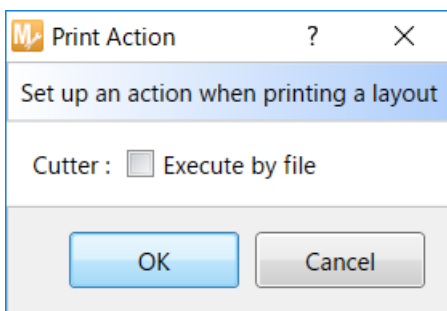 Print Action ?
Set up an action when printing a layout
Cutter : Execute by file
OK Cancel